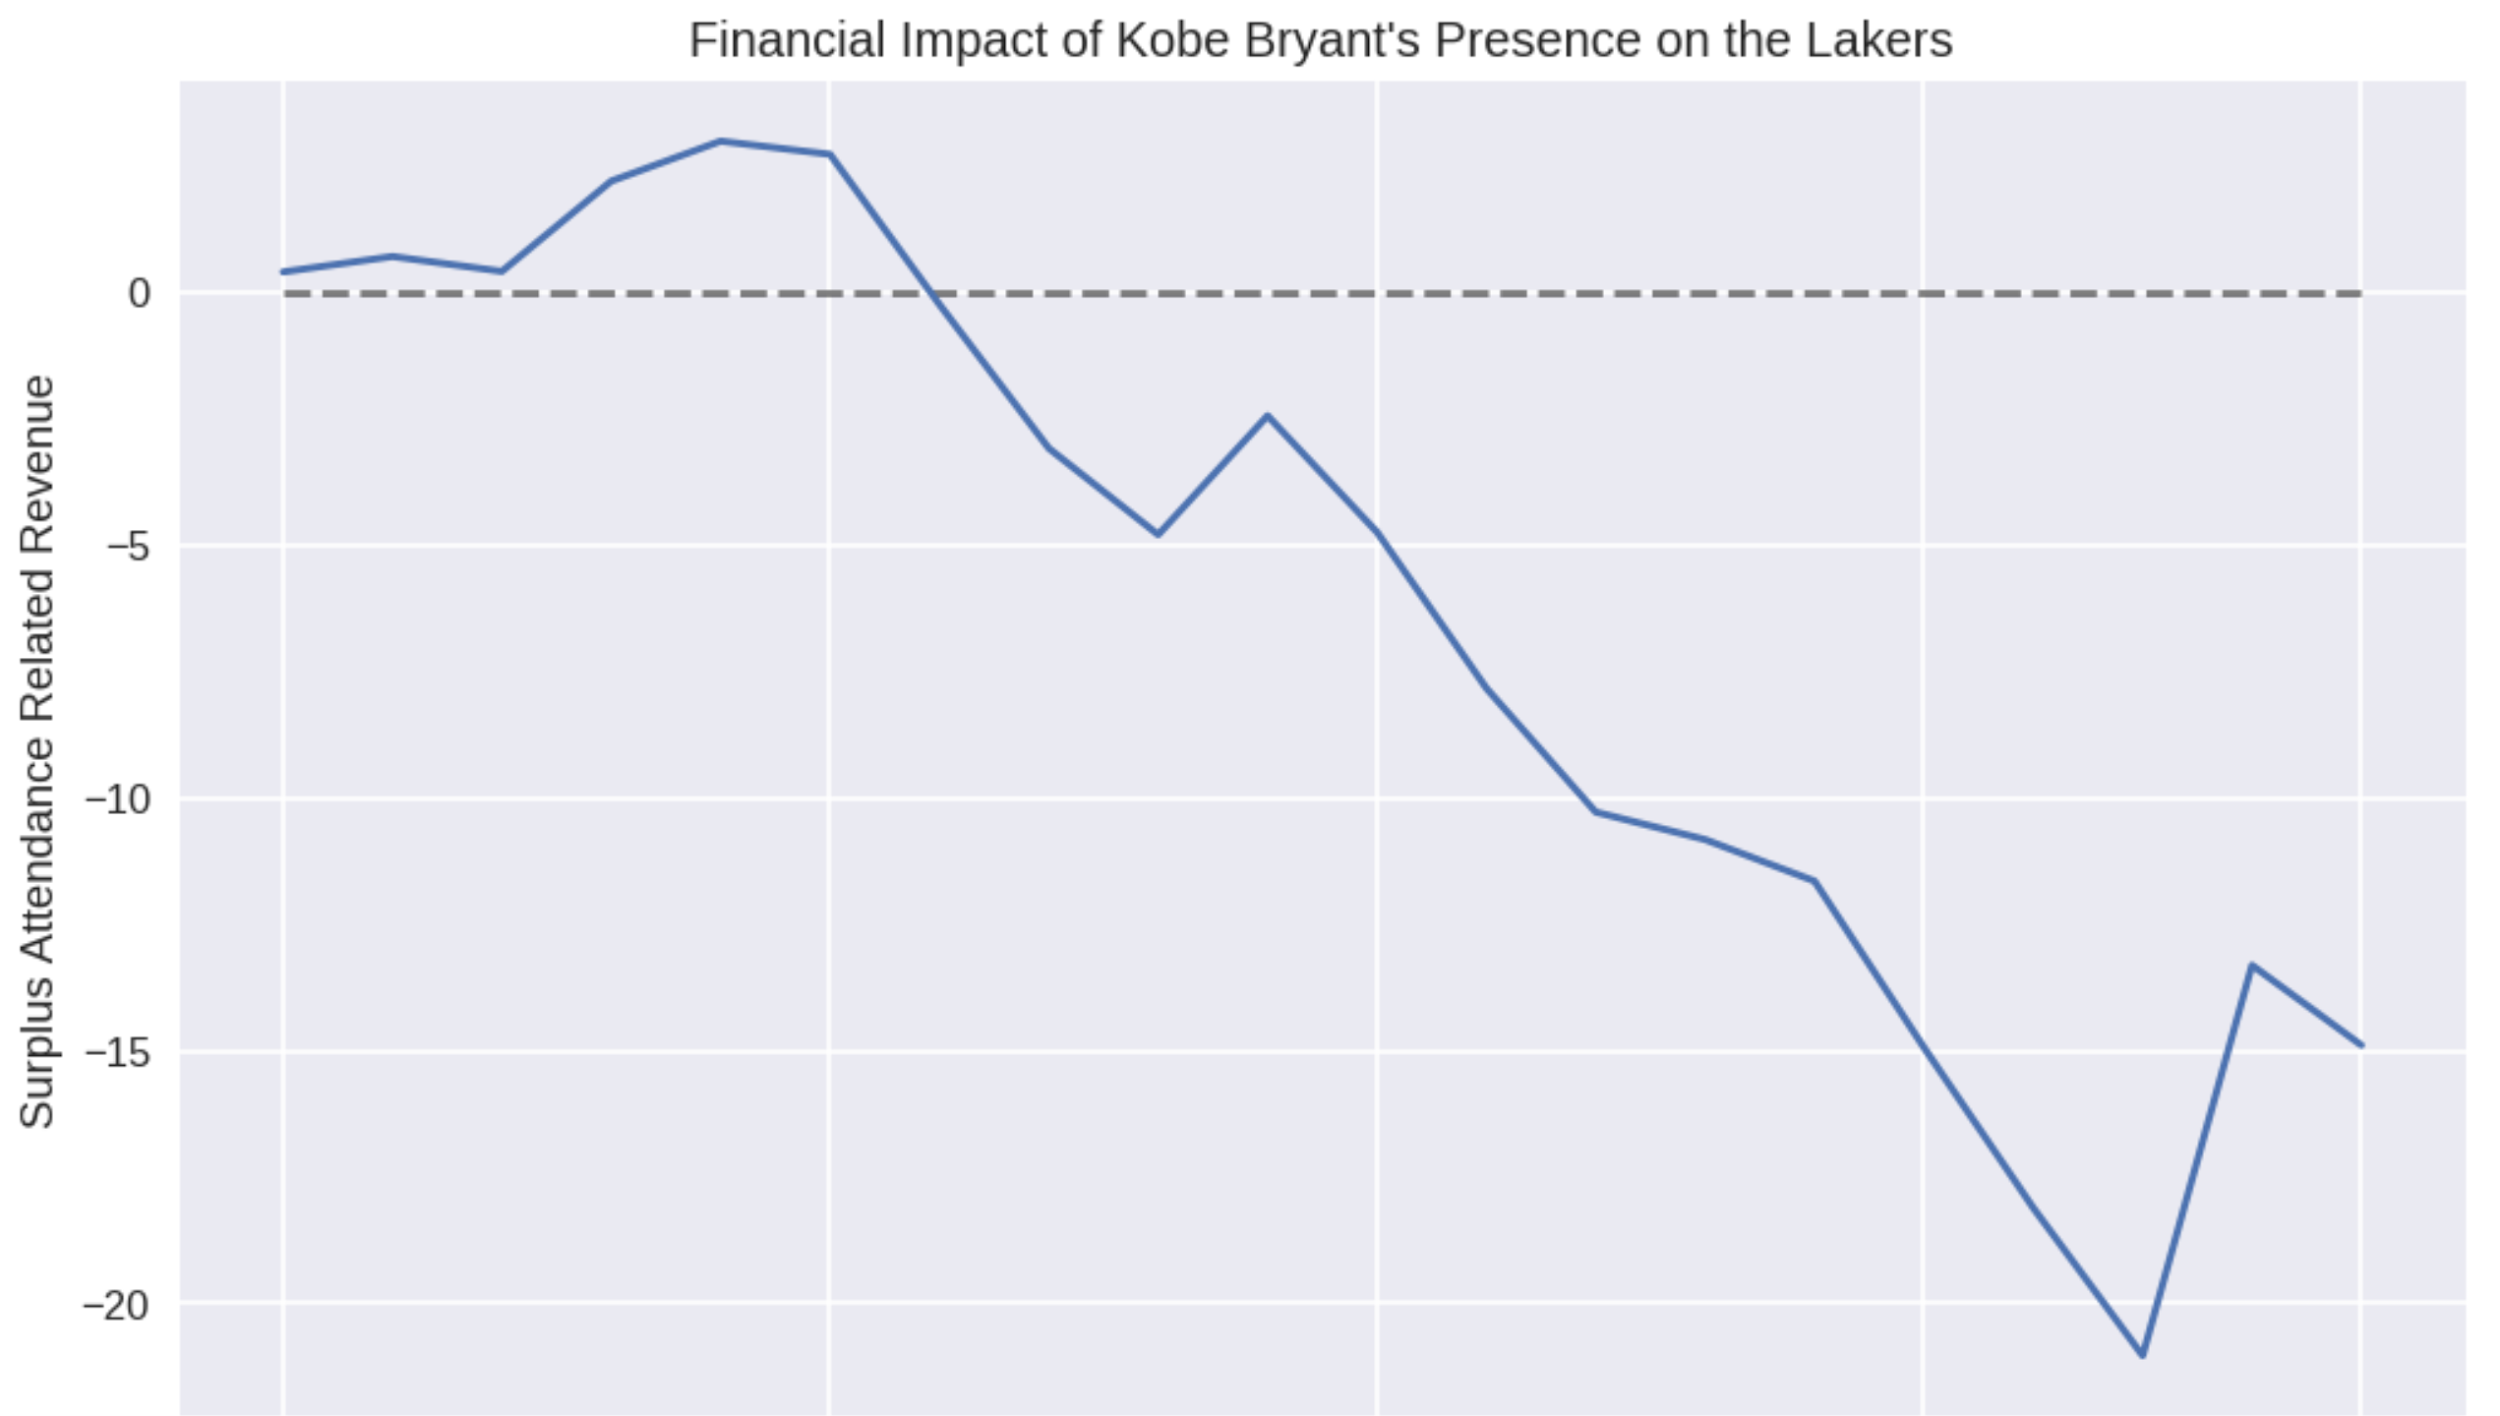 Financial Impact of Kobe Bryant's Presence on the Lakers
Surplus Attendance Related Revenue
0
−5
−10
−15
−20